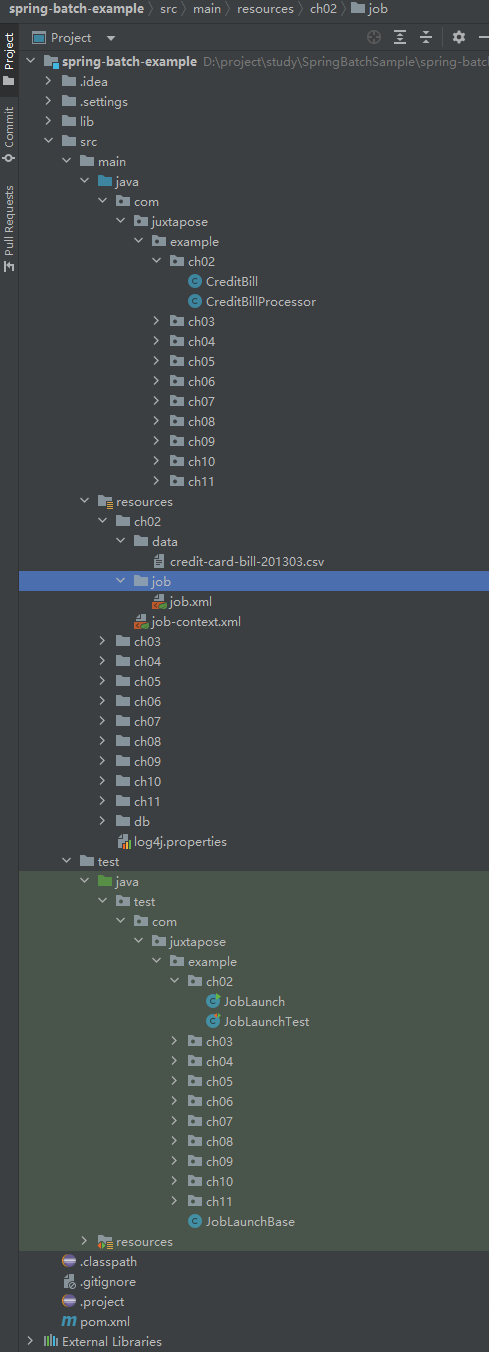 spring-batch-example src main resources ch02 job
Project
Project
Commit
Pull Requests
spring-batch-example D:\project\study\SpringBatchSample\spring-batc
.idea
.settings
lib
src
main
java
com
juxtapose
example
ch02
CreditBill
CreditBillProcessor
ch03
ch04
ch05
ch06
ch07
ch08
ch09
ch10
ch11
resources
ch02
data
credit-card-bill-201303.csv
job
job.xml
job-context.xml
ch03
ch04
ch05
ch06
ch07
ch08
ch09
ch10
ch11
db
log4j.properties
test
java
test
com
juxtapose
example
ch02
JobLaunch
JobLaunchTest
ch03
ch04
ch05
ch06
ch07
ch08
ch09
ch10
ch11
JobLaunchBase
resources
.classpath
.gitignore
.project
pom.xml
External Libraries